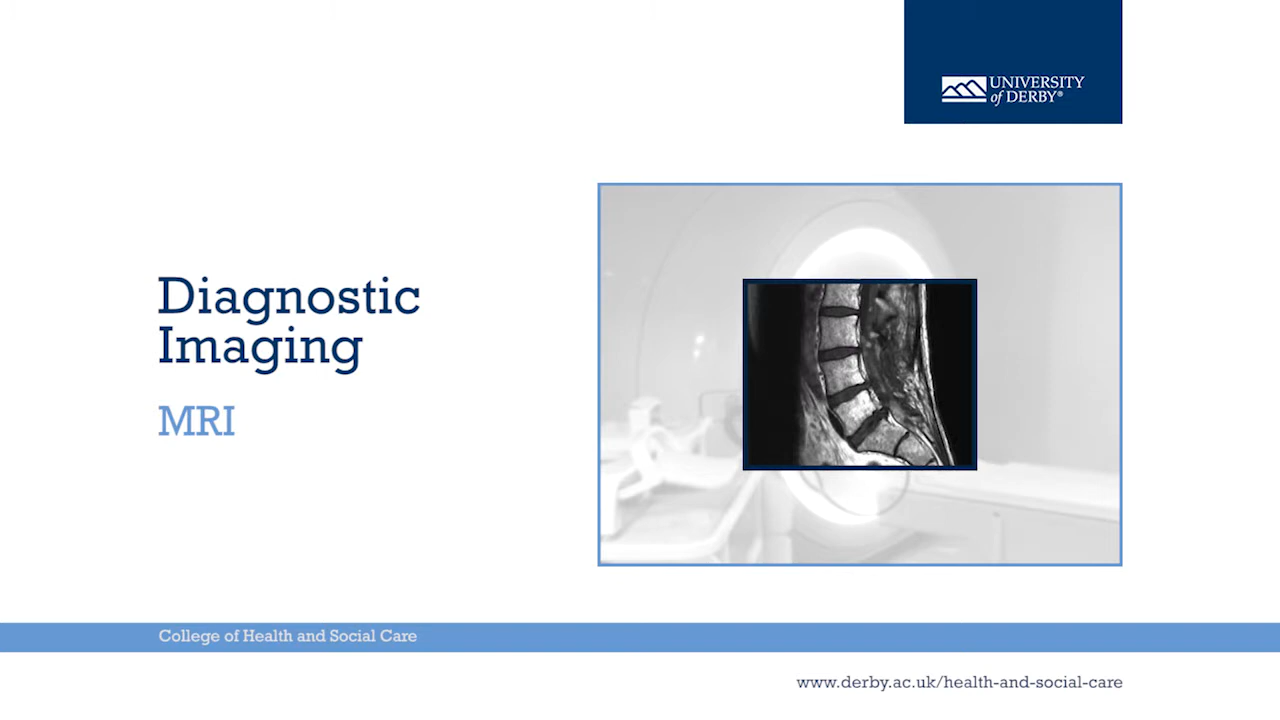 UNIVERSITY
of DERBY®
Diagnostic
Imaging
MRI
College of Health and Social Care
www.derby.ac.uk/health-and-social-care